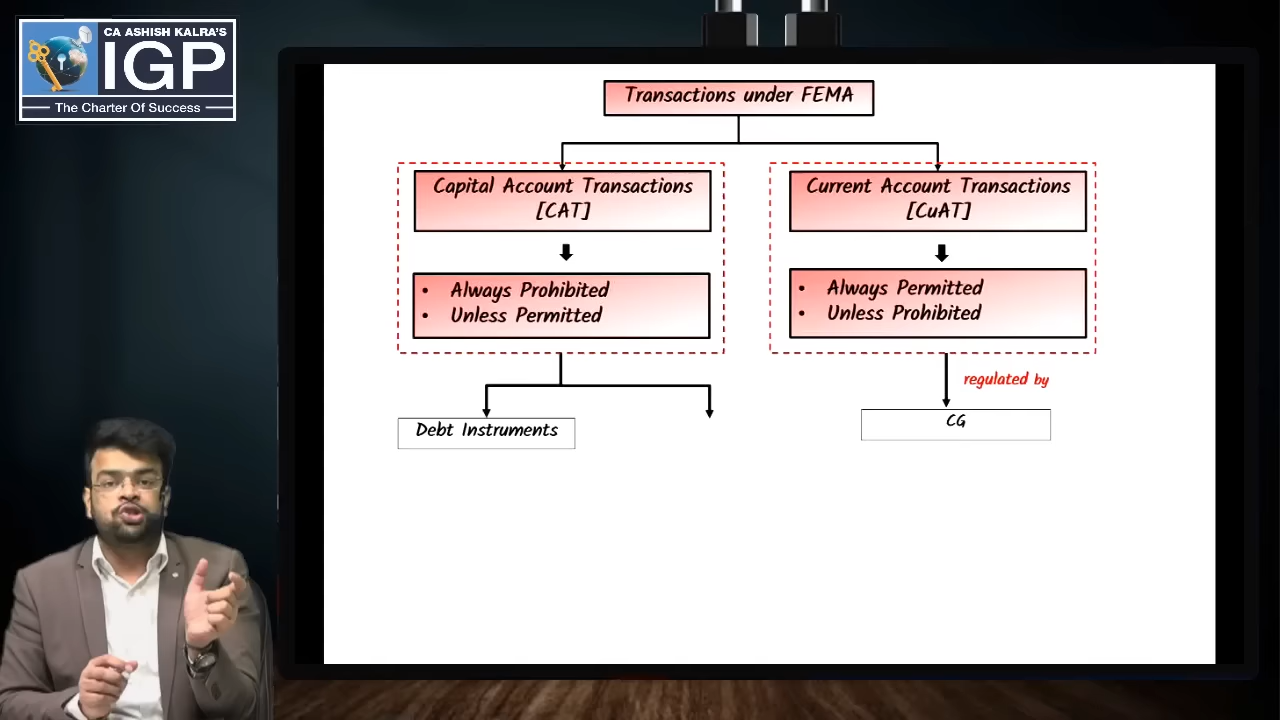 CA ASHISH KALRA'S
IGP
The Charter Of Success
Transactions under FEMA
Capital Account Transactions
[CAT]
• Always Prohibited
• Unless Permitted
Debt Instruments
Current Account Transactions
[CuAT]
• Always Permitted
• Unless Prohibited
regulated by
CG